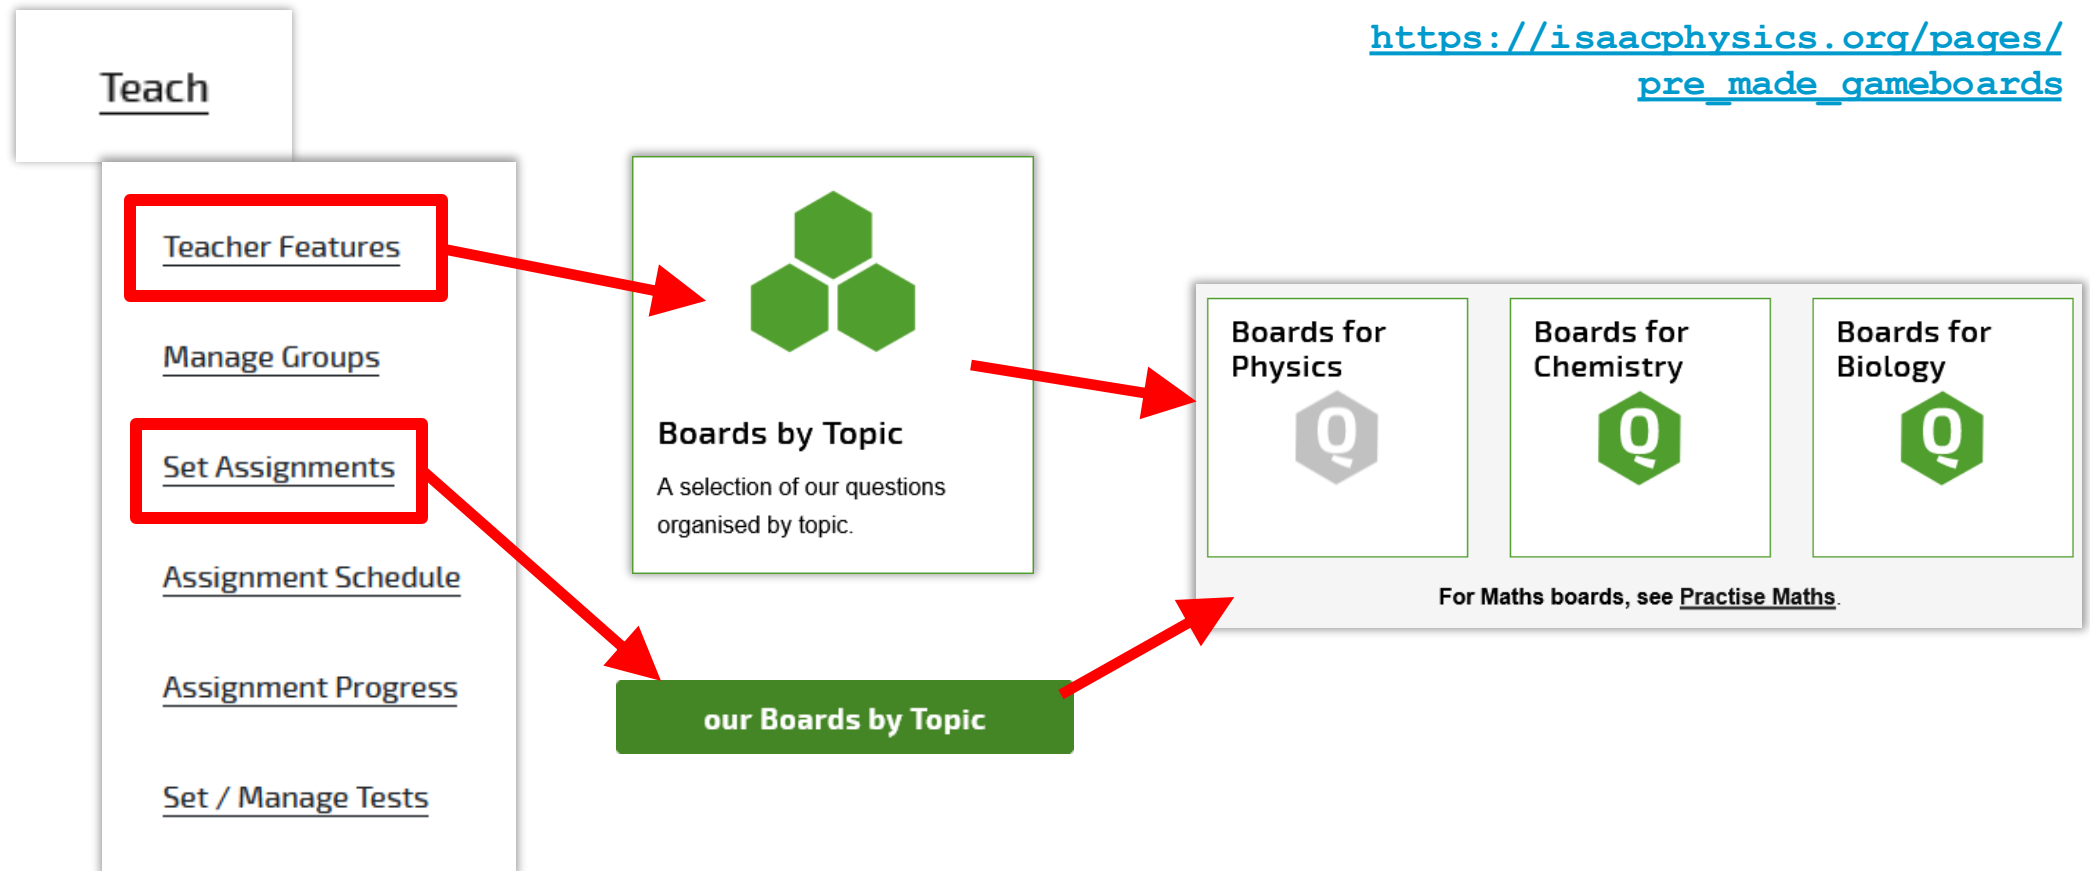 https://isaacphysics.org/pages/
pre_made_gameboards
Teach
Teacher Features
Manage Groups
Set Assignments
Assignment Schedule
Assignment Progress
Set / Manage Tests
Boards by Topic
A selection of our questions
organised by topic.
our Boards by Topic
Boards for
Physics
Q
Boards for
Chemistry
Q
Boards for
Biology
Q
For Maths boards, see Practise Maths.